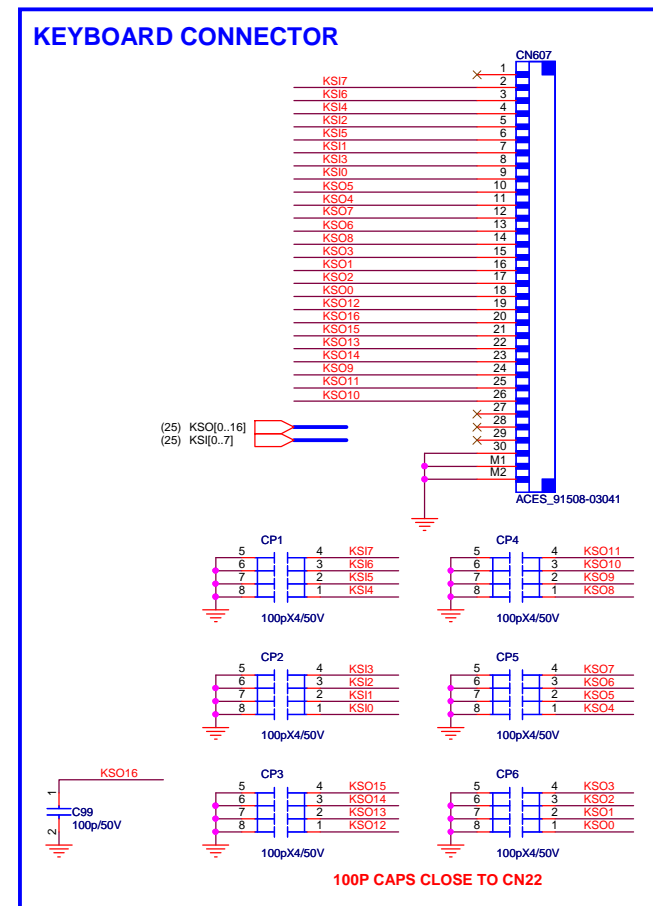 KEYBOARD CONNECTOR
CN607
1
KSI7 2
KSI6 3
KSI4 4
KSI2 5
KSI5 6
KSI1 7
KSI3 8
KSI0 9
KSO5 10
KSO4 11
KSO7 12
KSO6 13
KSO8 14
KSO3 15
KSO1 16
KSO2 17
KSO0 18
KSO12 19
KSO16 20
KSO15 21
KSO13 22
KSO14 23
KSO9 24
KSO11 25
KSO10 26
27
28
29
30
M1
M2
(25) KSO[0..16]
(25) KSI[0..7]
ACES_91508-03041
CP1
5 4 KSI7
6 3 KSI6
7 2 KSI5
8 1 KSI4
100pX4/50V
CP4
5 4 KSO11
6 3 KSO10
7 2 KSO9
8 1 KSO8
100pX4/50V
CP2
5 4 KSI3
6 3 KSI2
7 2 KSI1
8 1 KSI0
100pX4/50V
CP5
5 4 KSO7
6 3 KSO6
7 2 KSO5
8 1 KSO4
100pX4/50V
KSO16
1
C99
100p/50V
2
CP3
5 4 KSO15
6 3 KSO14
7 2 KSO13
8 1 KSO12
100pX4/50V
CP6
5 4 KSO3
6 3 KSO2
7 2 KSO1
8 1 KSO0
100pX4/50V
100P CAPS CLOSE TO CN22